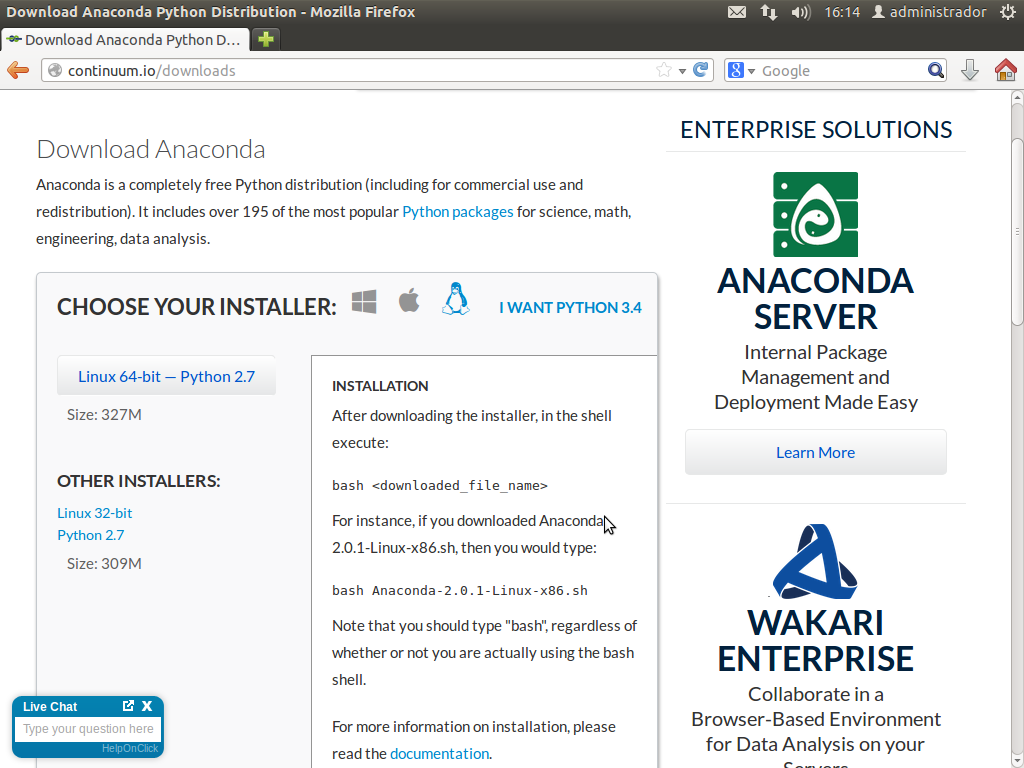 Download Anaconda Python Distribution - Mozilla Firefox
16:14
administrador
Download Anaconda Python D...
continuum.io/downloads
8
Google
Download Anaconda
Anaconda is a completely free Python distribution (including for commercial use and
redistribution). It includes over 195 of the most popular Python packages for science, math,
engineering, data analysis.
CHOOSE YOUR INSTALLER:
I WANT PYTHON 3.4
Linux 64-bit — Python 2.7
Size: 327M
OTHER INSTALLERS:
Linux 32-bit
Python 2.7
Size: 309M
INSTALLATION
After downloading the installer, in the shell
execute:
bash <downloaded_file_name>
For instance, if you downloaded Anaconda
2.0.1-Linux-x86.sh, then you would type:
bash Anaconda-2.0.1-Linux-x86.sh
Note that you should type "bash", regardless of
whether or not you are actually using the bash
shell.
For more information on installation, please
read the documentation.
ENTERPRISE SOLUTIONS
ANACONDA
SERVER
Internal Package
Management and
Deployment Made Easy
Learn More
WAKARI
ENTERPRISE
Collaborate in a
Browser-Based Environment
for Data Analysis on your
Servers
Live Chat
X
Type your question here
HelpOnClick